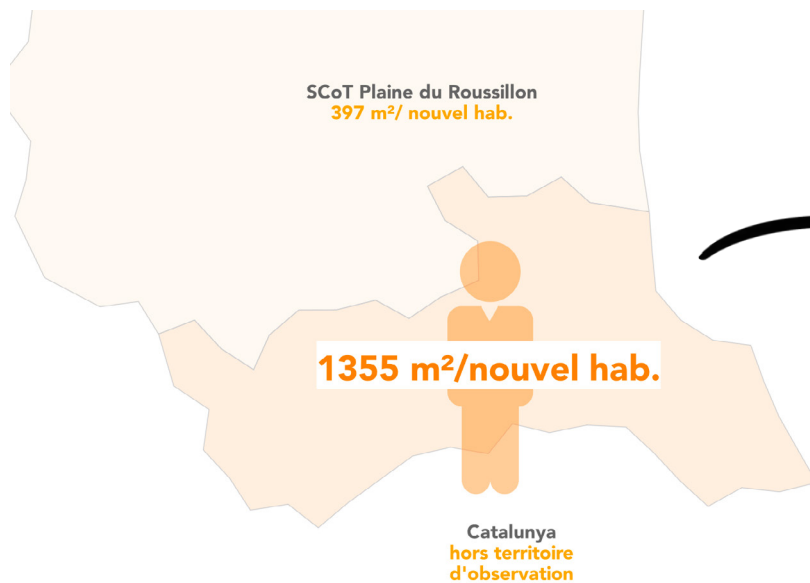 SCoT Plaine du Roussillon
397 m²/ nouvel hab.
1355 m²/nouvel hab.
Catalunya
hors territoire
d'observation